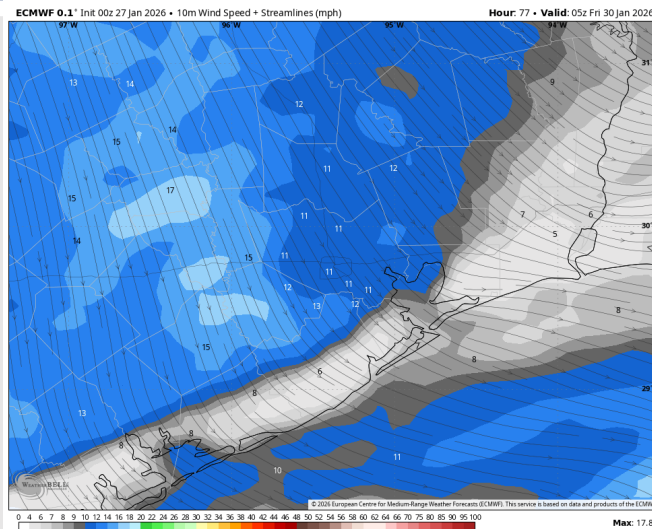 ECMWF 0.1° Init 00z 27 Jan 2026 • 10m Wind Speed + Streamlines (mph) Hour: 77 • Valid: 05z Fri 30 Jan 2026
97°W 96°W 95°W 94°W
31°
13 14 9
12
14
15
11 12
17
15
11 7 6
11 5 30°
14
15 11
11
12 11 11
13 12
8
15
8
6
29°
8
13
8
8
11
10
WeatherBELL
© 2026 European Centre for Medium-Range Weather Forecasts (ECMWF). This service is based on data and products of the ECMW
0 4 6 7 8 9 10 12 14 16 18 20 22 24 26 28 30 32 34 36 38 40 42 44 46 48 50 52 54 56 58 60 62 64 66 70 75 80 85 90 95 100
Max: 17.8